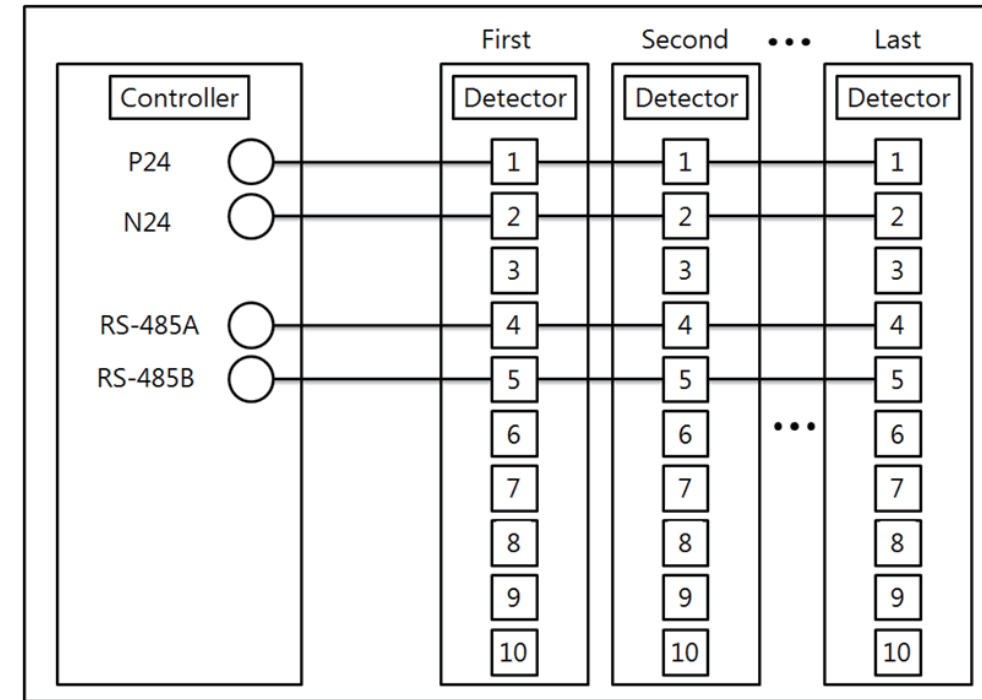 First Second ••• Last
Controller Detector Detector Detector
P24 1 1 1
N24 2 2 2
3 3 3
RS-485A 4 4 4
RS-485B 5 5 5
6 6 ••• 6
7 7 7
8 8 8
9 9 9
10 10 10